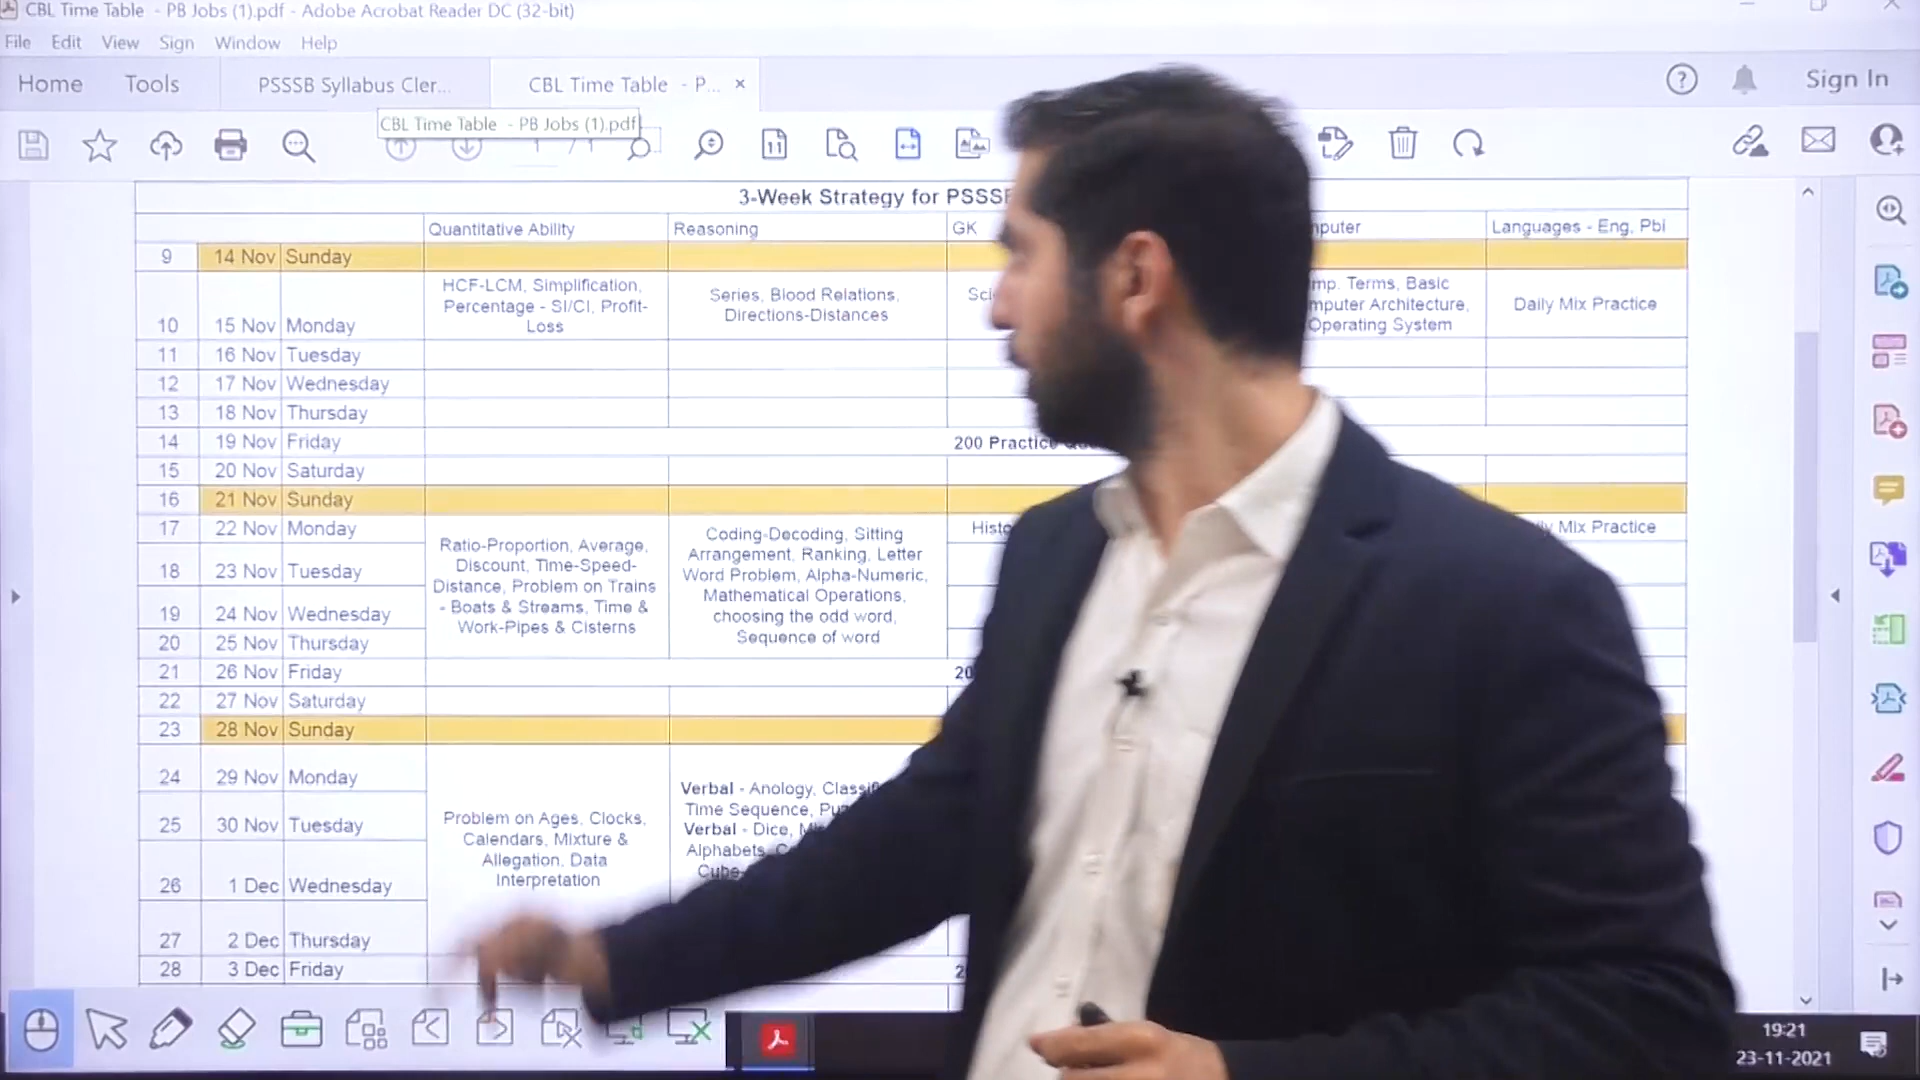 CBL Time Table - PB Jobs (1).pdf - Adobe Acrobat Reader DC (32-bit)
File Edit View Sign Window Help
Home Tools PSSSB Syllabus Cler... CBL Time Table - P... × Sign In
CBL Time Table - PB Jobs (1).pdf
1 / 1
3-Week Strategy for
Quantitative Ability Reasoning GK Languages - Eng, Pbi
9 14 Nov Sunday
HCF-LCM, Simplification,
Percentage - SI/CI, Profit-
Loss
Series, Blood Relations,
Directions-Distances
Terms, Basic
Architecture,
Operating System
Daily Mix Practice
10 15 Nov Monday
11 16 Nov Tuesday
12 17 Nov Wednesday
13 18 Nov Thursday
14 19 Nov Friday 200 Practice
15 20 Nov Saturday
16 21 Nov Sunday
17 22 Nov Monday
Mix Practice
Ratio-Proportion, Average,
Discount, Time-Speed-
Distance, Problem on Trains
- Boats & Streams, Time &
Work-Pipes & Cisterns
Coding-Decoding, Sitting
Arrangement, Ranking, Letter
Word Problem, Alpha-Numeric,
Mathematical Operations,
choosing the odd word,
Sequence of word
18 23 Nov Tuesday
19 24 Nov Wednesday
20 25 Nov Thursday
21 26 Nov Friday
22 27 Nov Saturday
23 28 Nov Sunday
24 29 Nov Monday
25 30 Nov Tuesday
26 1 Dec Wednesday
27 2 Dec Thursday
28 3 Dec Friday
Problem on Ages, Clocks,
Calendars, Mixture &
Allegation, Data
Interpretation
Verbal - Anology,
Time Sequence,
Verbal - Dice,
Alphabets,
19:21
23-11-2021